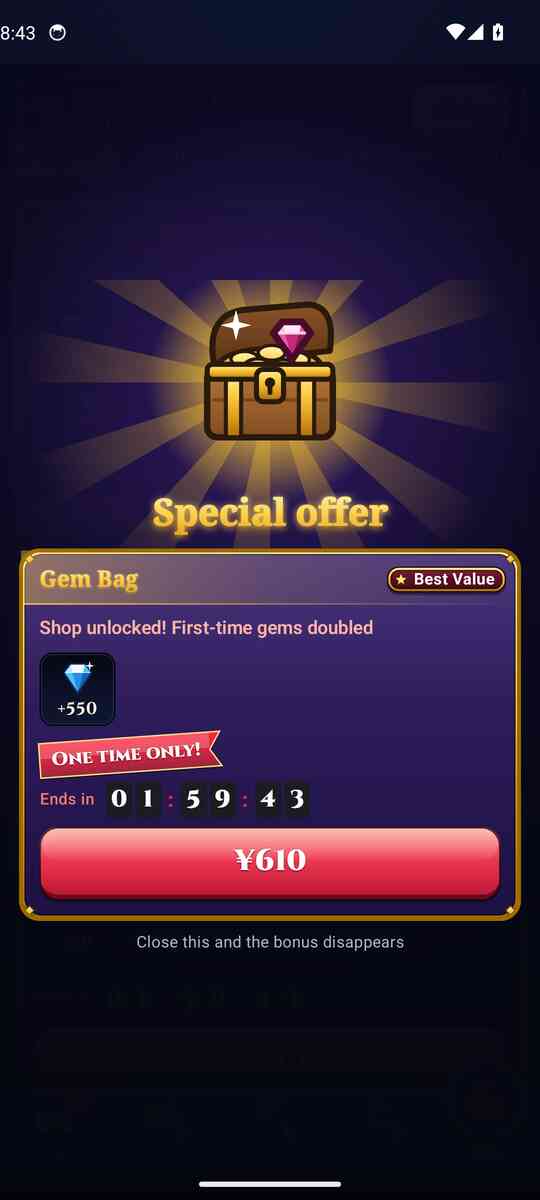 8:43
Special offer
Gem Bag
Best Value
Shop unlocked! First-time gems doubled
+550
ONE TIME ONLY!
Ends in 01:59:43
¥610
Close this and the bonus disappears